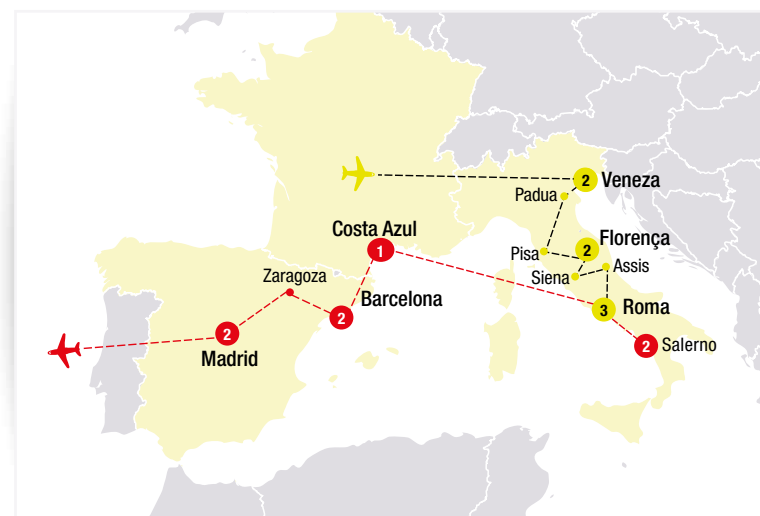 2 Veneza
Padua
Costa Azul
1
2
Florença
Pisa
Assis
Siena
Zaragoza
Barcelona
2
3
Roma
2
Madrid
2 Salerno